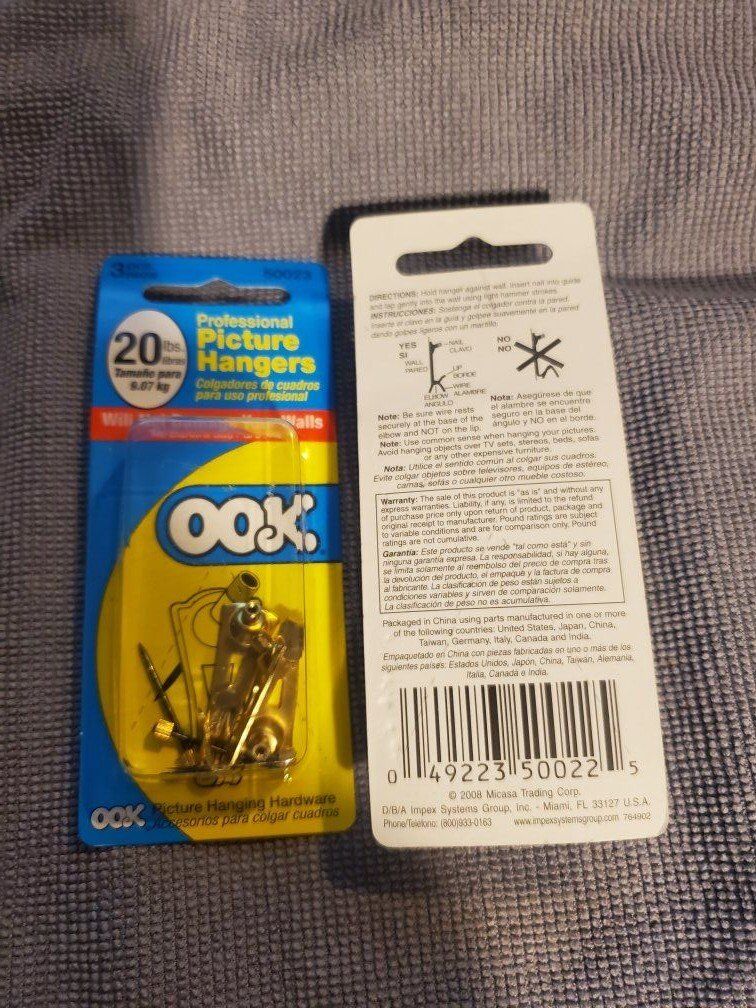 3
50023
20 lbs.
libras
Tamaño para
9.07 kg
Professional
Picture
Hangers
Colgadores de cuadros
para uso profesional
Walls
OOK
OOK Picture Hanging Hardware
Accesorios para colgar cuadros
DIRECTIONS: Hold hanger against wall. Insert nail into guide
and tap gently into the wall using light hammer strokes
INSTRUCCIONES: Sostenga el colgador contra la pared
Inserte el clavo en la guía y golpee suavemente en la pared
dando golpes ligeros con un martillo.
YES
SI
NAIL
CLAVO
WALL
PARED
LIP
BORDE
WIRE
ALAMBRE
ELBOW
ANGULO
NO
NO
Note: Be sure wire rests
securely at the base of the
elbow and NOT on the lip.
Nota: Asegúrese de que
el alambre se encuentre
seguro en la base del
ángulo y NO en el borde.
Note: Use common sense when hanging your pictures.
Avoid hanging objects over TV sets, stereos, beds, sofas
or any other expensive furniture.
Nota: Utilice el sentido común al colgar sus cuadros.
Evite colgar objetos sobre televisores, equipos de estéreo,
camas, sofás o cualquier otro mueble costoso.
Warranty: The sale of this product is "as is" and without any
express warranties. Liability, if any, is limited to the refund
of purchase price only upon return of product, package and
original receipt to manufacturer. Pound ratings are subject
to variable conditions and are for comparison only. Pound
ratings are not cumulative.
Garantía: Este producto se vende "tal como está" y sin
ninguna garantía expresa. La responsabilidad, si hay alguna,
se limita solamente al reembolso del precio de compra tras
la devolución del producto, el empaque y la factura de compra
al fabricante. La clasificación de peso están sujetos a
condiciones variables y sirven de comparación solamente.
La clasificación de peso no es acumulativa.
Packaged in China using parts manufactured in one or more
of the following countries: United States, Japan, China,
Taiwan, Germany, Italy, Canada and India.
Empaquetado en China con piezas fabricadas en uno o más de los
siguientes países: Estados Unidos, Japón, China, Taiwán, Alemania,
Italia, Canada e India.
0 49223 50022 5
© 2008 Micasa Trading Corp.
D/B/A Impex Systems Group, Inc. - Miami, FL 33127 U.S.A.
Phone/Teléfono: (800)933-0163 www.impexsystemsgroup.com 764902